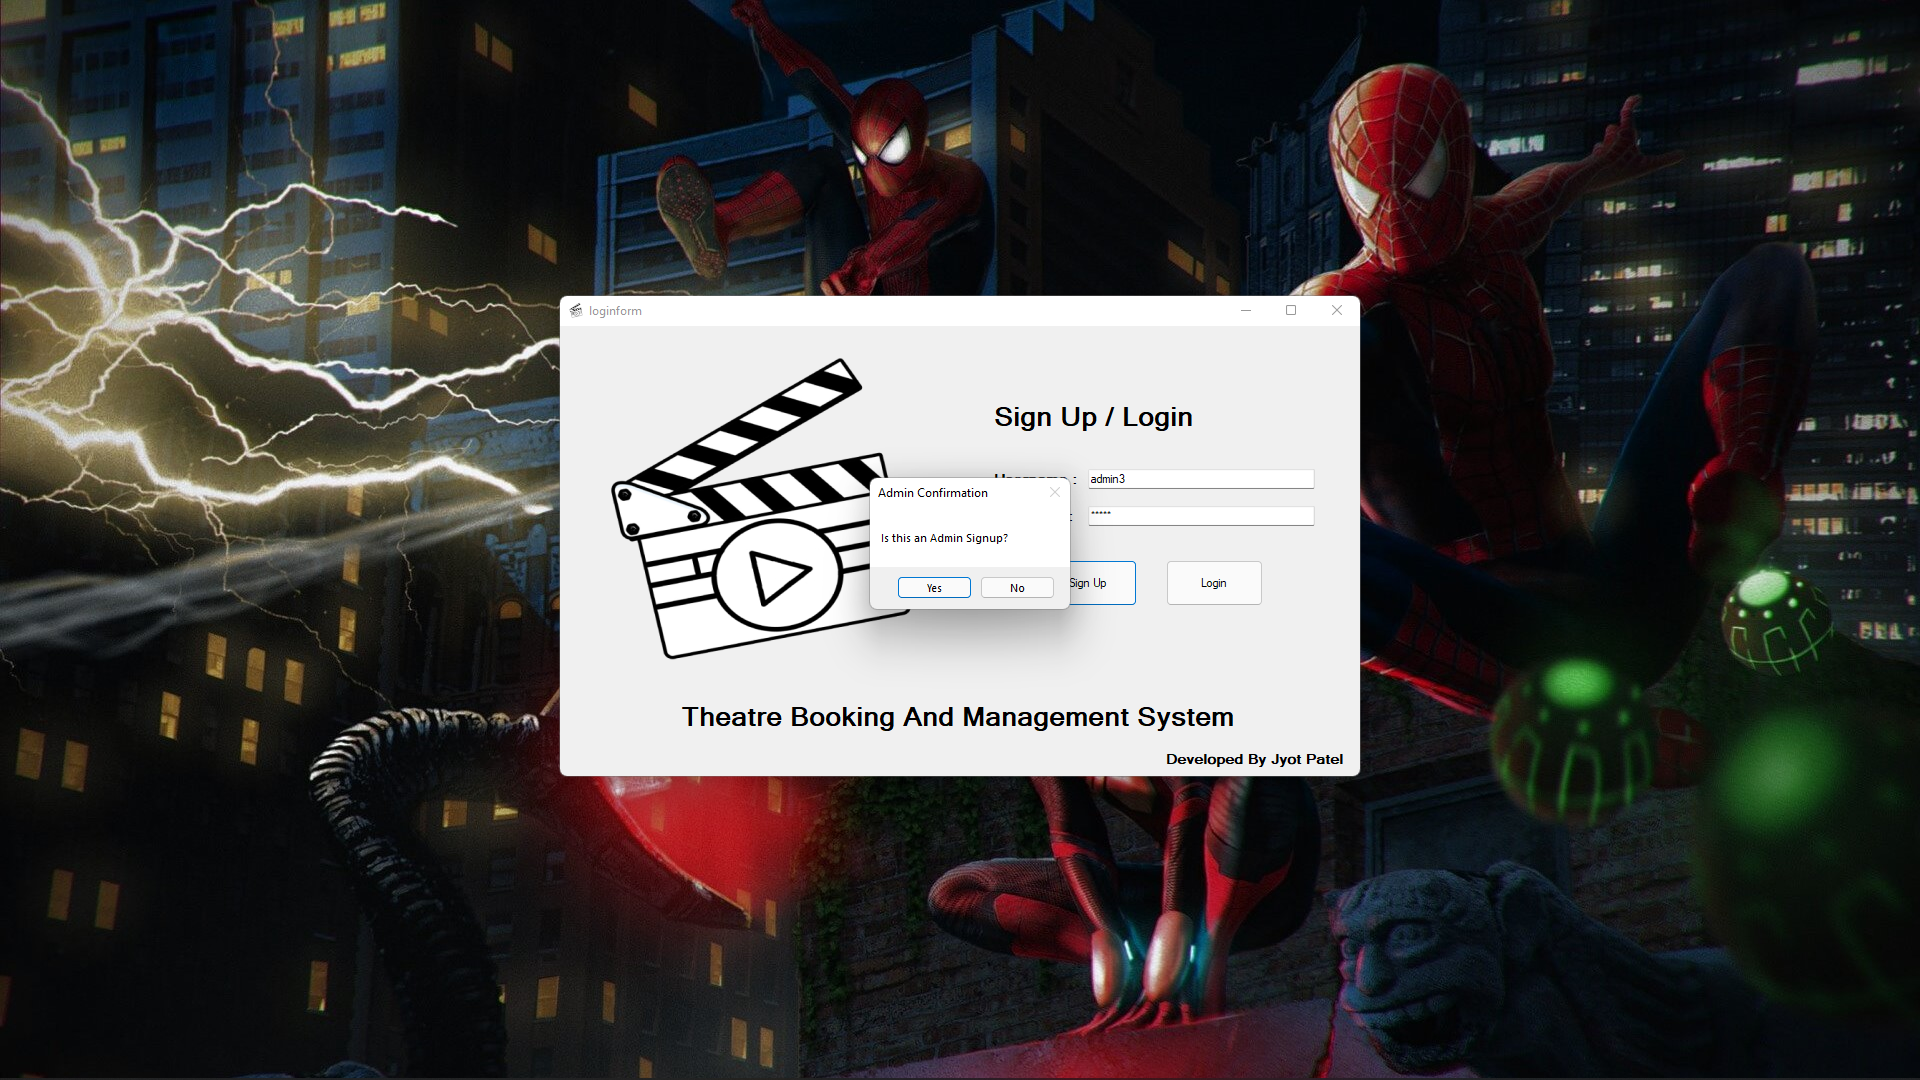 loginform
Sign Up / Login
admin3
*****
Admin Confirmation
Is this an Admin Signup?
Yes
No
Sign Up
Login
Theatre Booking And Management System
Developed By Jyot Patel